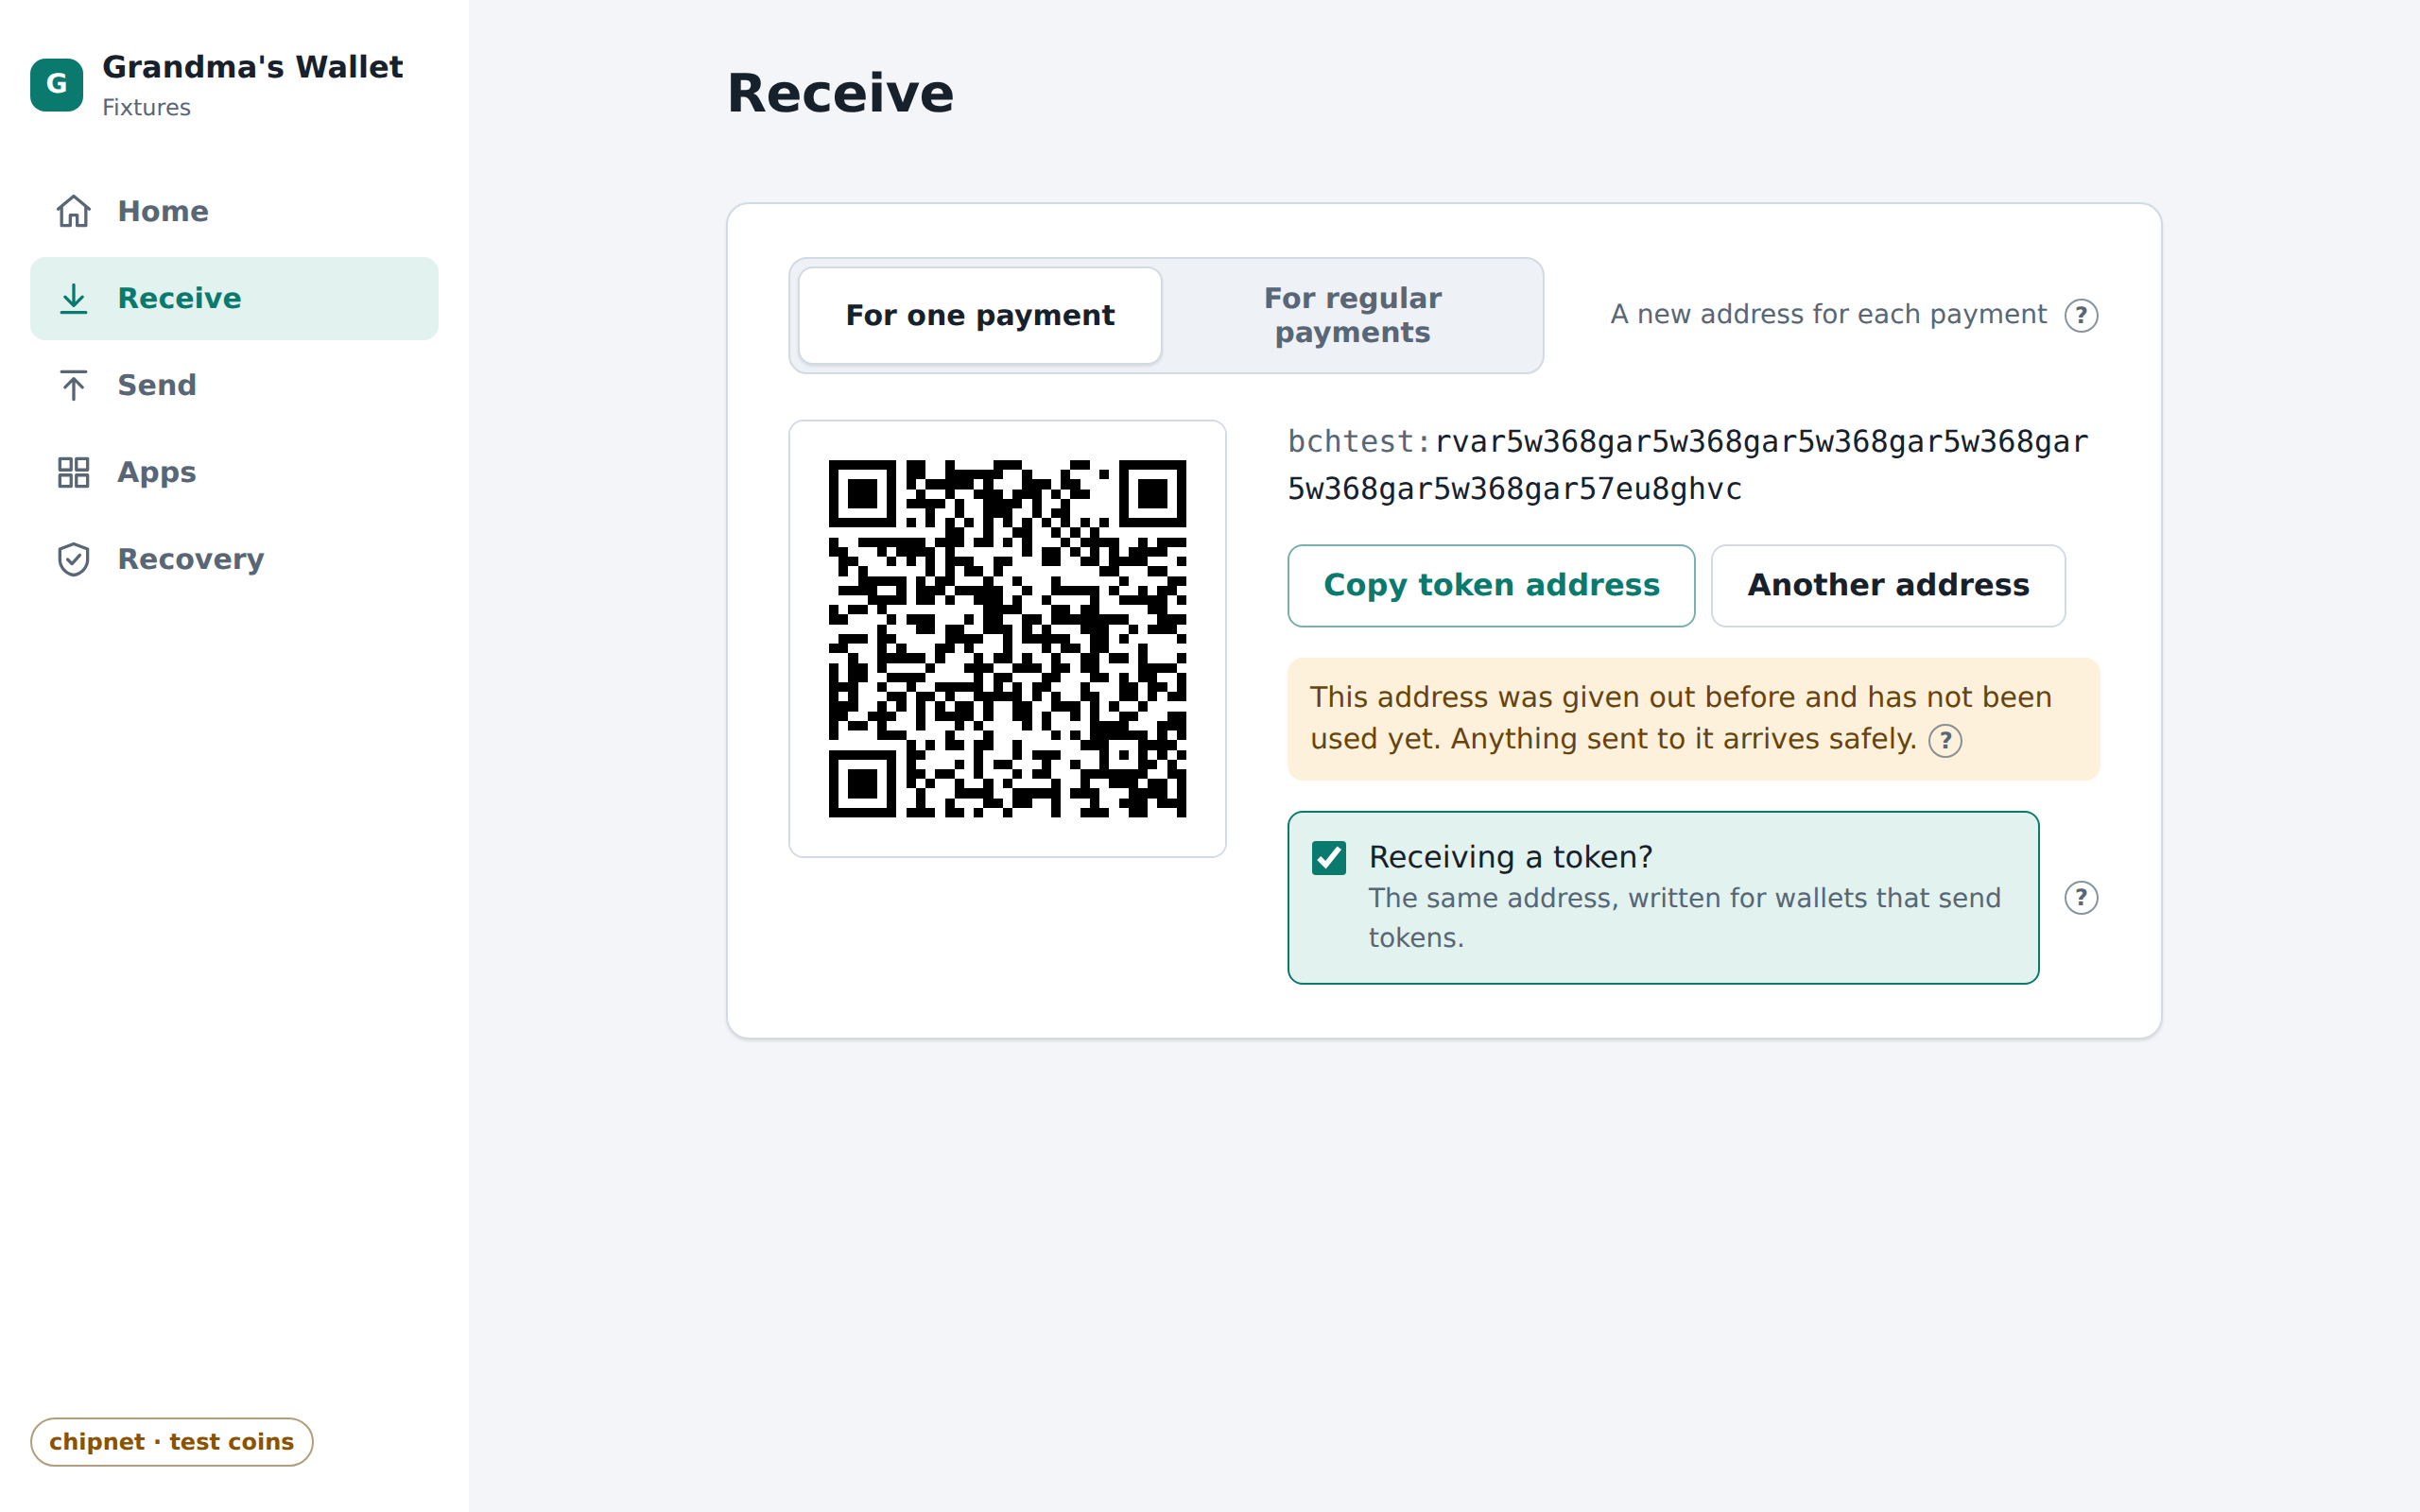 G
Grandma's Wallet
Fixtures
Home
Receive
Send
Apps
Recovery
chipnet · test coins
Receive
For one payment
For regular
payments
A new address for each payment ?
bchtest:rvar5w368gar5w368gar5w368gar5w368gar
5w368gar5w368gar57eu8ghvc
Copy token address
Another address
This address was given out before and has not been
used yet. Anything sent to it arrives safely. ?
Receiving a token?
The same address, written for wallets that send
tokens.
?